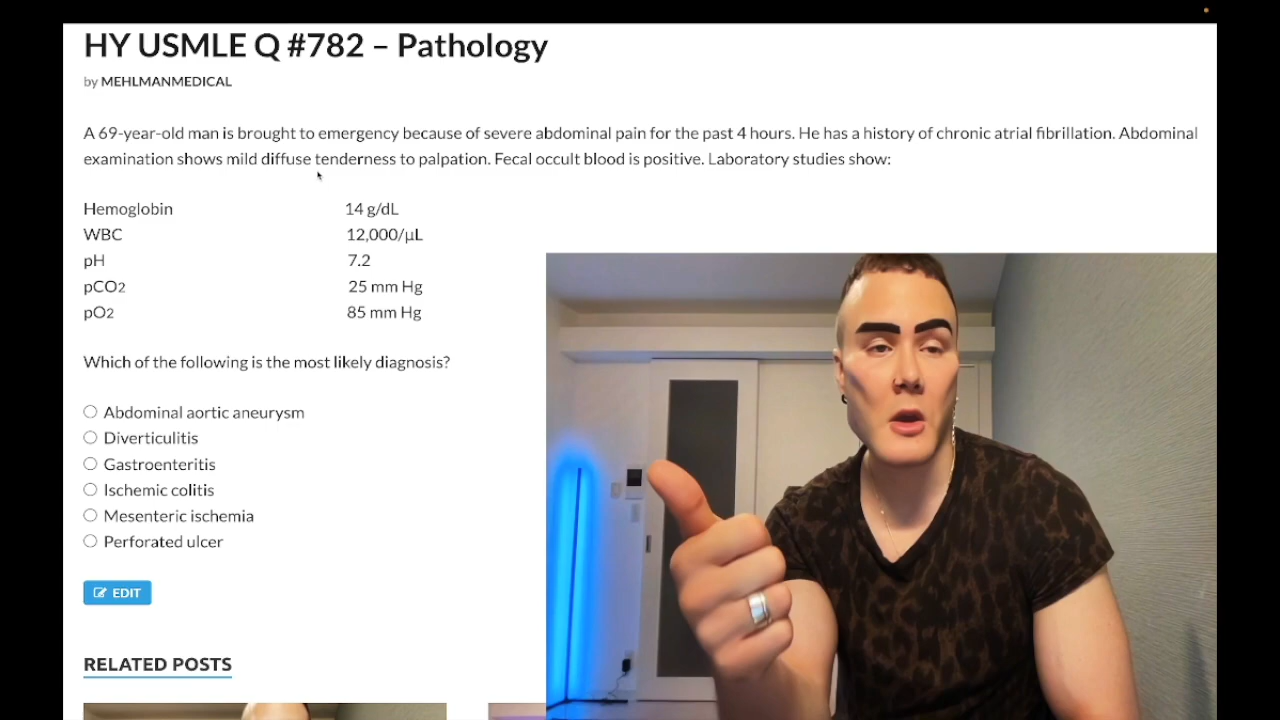 HY USMLE Q #782 – Pathology
by MEHLMANMEDICAL
A 69-year-old man is brought to emergency because of severe abdominal pain for the past 4 hours. He has a history of chronic atrial fibrillation. Abdominal
examination shows mild diffuse tenderness to palpation. Fecal occult blood is positive. Laboratory studies show:
Hemoglobin 14 g/dL
WBC 12,000/μL
pH 7.2
pCO2 25 mm Hg
pO2 85 mm Hg
Which of the following is the most likely diagnosis?
Abdominal aortic aneurysm
Diverticulitis
Gastroenteritis
Ischemic colitis
Mesenteric ischemia
Perforated ulcer
EDIT
RELATED POSTS